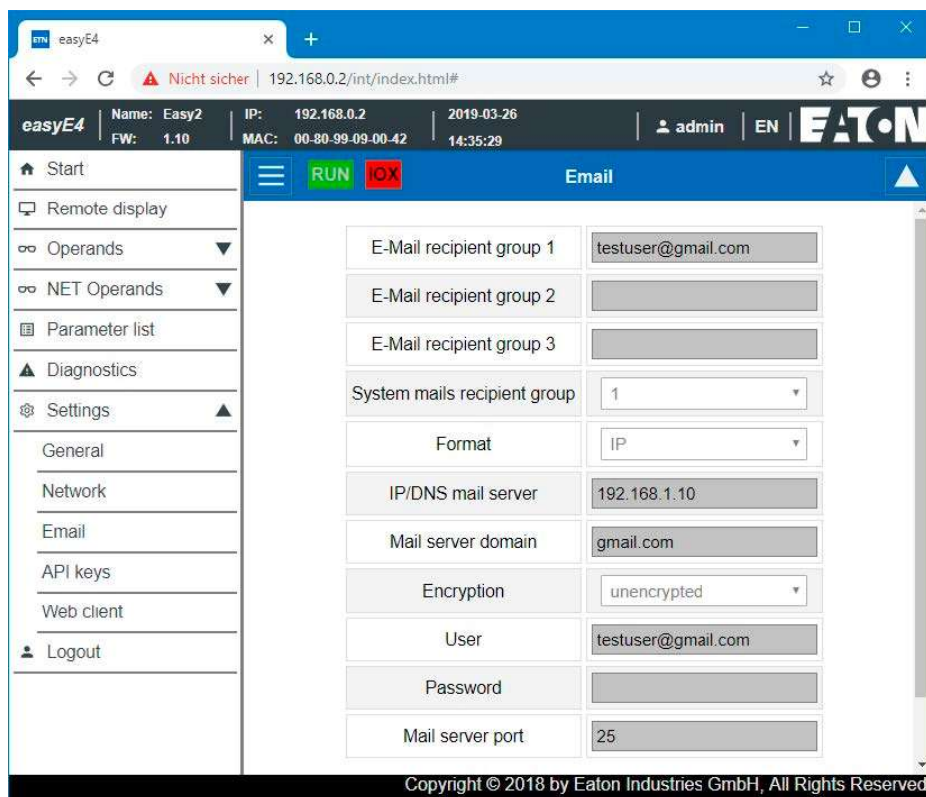 ETN easyE4
Nicht sicher 192.168.0.2/int/index.html#
easyE4 Name: Easy2 IP: 192.168.0.2 2019-03-26 admin EN EATON
FW: 1.10 MAC: 00-80-99-09-00-42 14:35:29
Start
RUN IOX Email
Remote display
Operands
NET Operands
Parameter list
Diagnostics
Settings
General
Network
Email
API keys
Web client
Logout
E-Mail recipient group 1 testuser@gmail.com
E-Mail recipient group 2
E-Mail recipient group 3
System mails recipient group 1
Format IP
IP/DNS mail server 192.168.1.10
Mail server domain gmail.com
Encryption unencrypted
User testuser@gmail.com
Password
Mail server port 25
Copyright © 2018 by Eaton Industries GmbH, All Rights Reserved